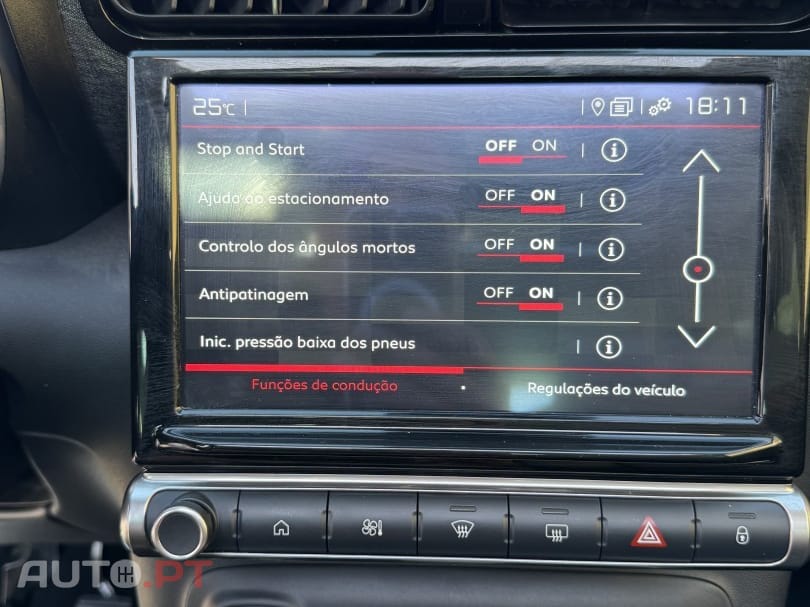 25°C 18:11
Stop and Start OFF ON
Ajuda ao estacionamento OFF ON
Controlo dos ângulos mortos OFF ON
Antipatinagem OFF ON
Inic. pressão baixa dos pneus
Funções de condução Regulações do veículo
AUTO.PT